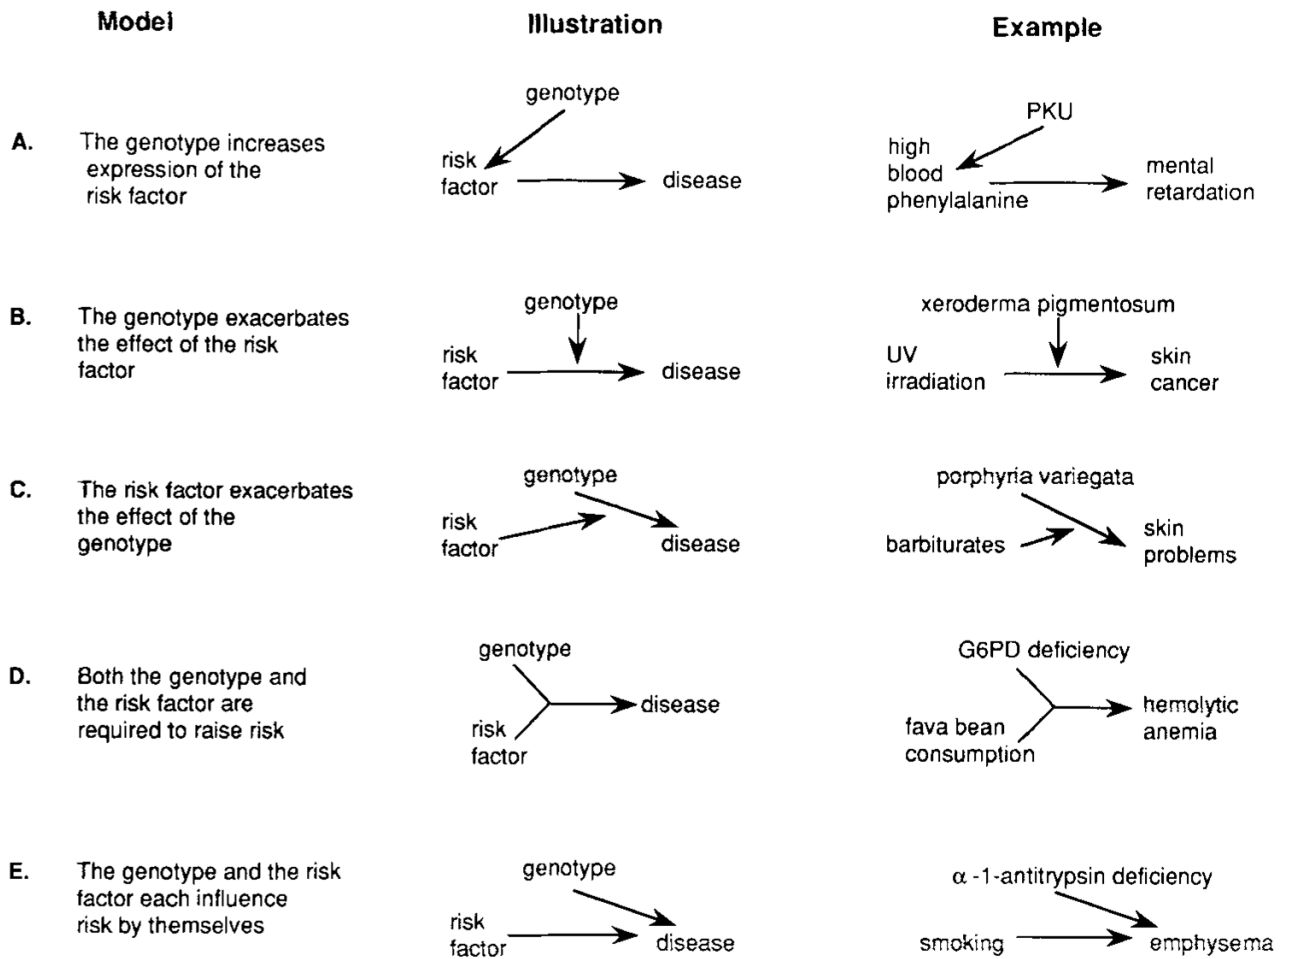 Model
Illustration
Example
A.
The genotype increases
expression of the
risk factor
genotype
risk
factor
disease
PKU
high
blood
phenylalanine
mental
retardation
B.
The genotype exacerbates
the effect of the risk
factor
genotype
risk
factor
disease
xeroderma pigmentosum
UV
irradiation
skin
cancer
C.
The risk factor exacerbates
the effect of the
genotype
genotype
risk
factor
disease
porphyria variegata
barbiturates
skin
problems
D.
Both the genotype and
the risk factor are
required to raise risk
genotype
risk
factor
disease
G6PD deficiency
fava bean
consumption
hemolytic
anemia
E.
The genotype and the risk
factor each influence
risk by themselves
genotype
risk
factor
disease
α -1-antitrypsin deficiency
smoking
emphysema